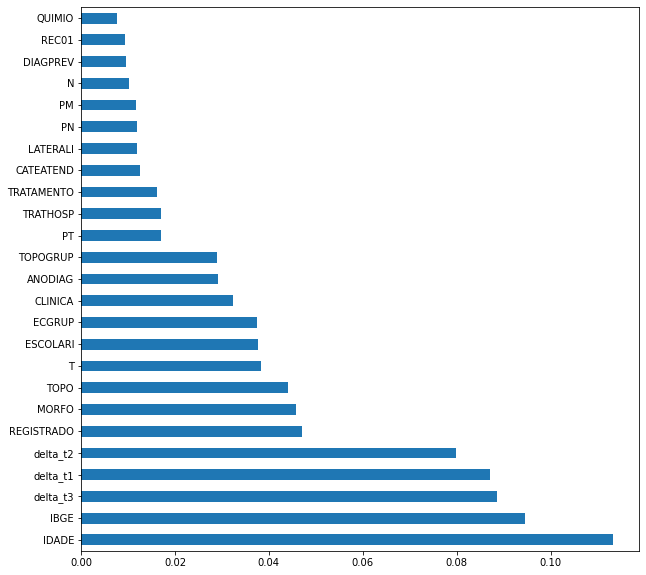 QUIMIO
REC01
DIAGPREV
N
PM
PN
LATERALI
CATEATEND
TRATAMENTO
TRATHOSP
PT
TOPOGRUP
ANODIAG
CLINICA
ECGRUP
ESCOLARI
T
TOPO
MORFO
REGISTRADO
delta_t2
delta_t1
delta_t3
IBGE
IDADE
0.00 0.02 0.04 0.06 0.08 0.10